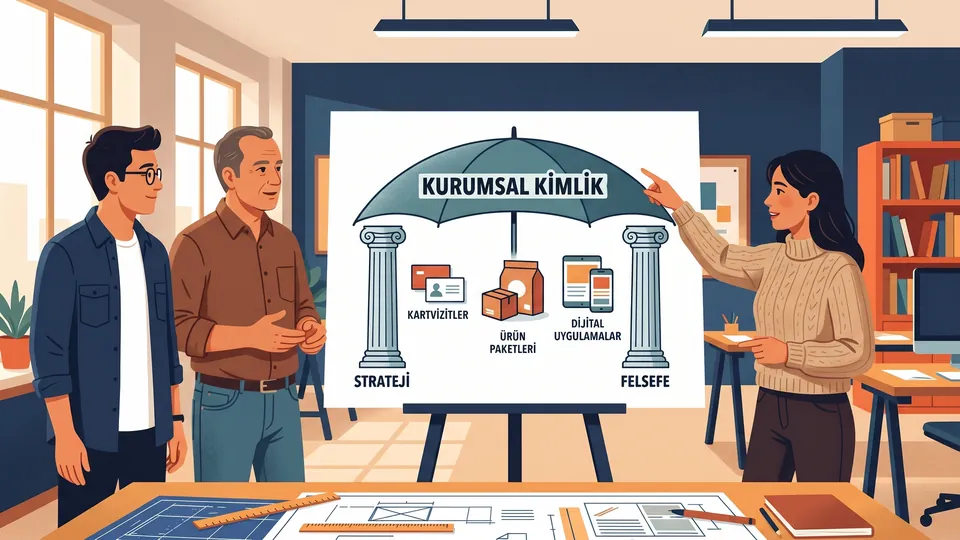 KURUMSAL KİMLİK
KARTVİZİTLER
ÜRÜN
PAKETLERİ
DİJİTAL
UYGULAMALAR
STRATEJİ
FELSEFE